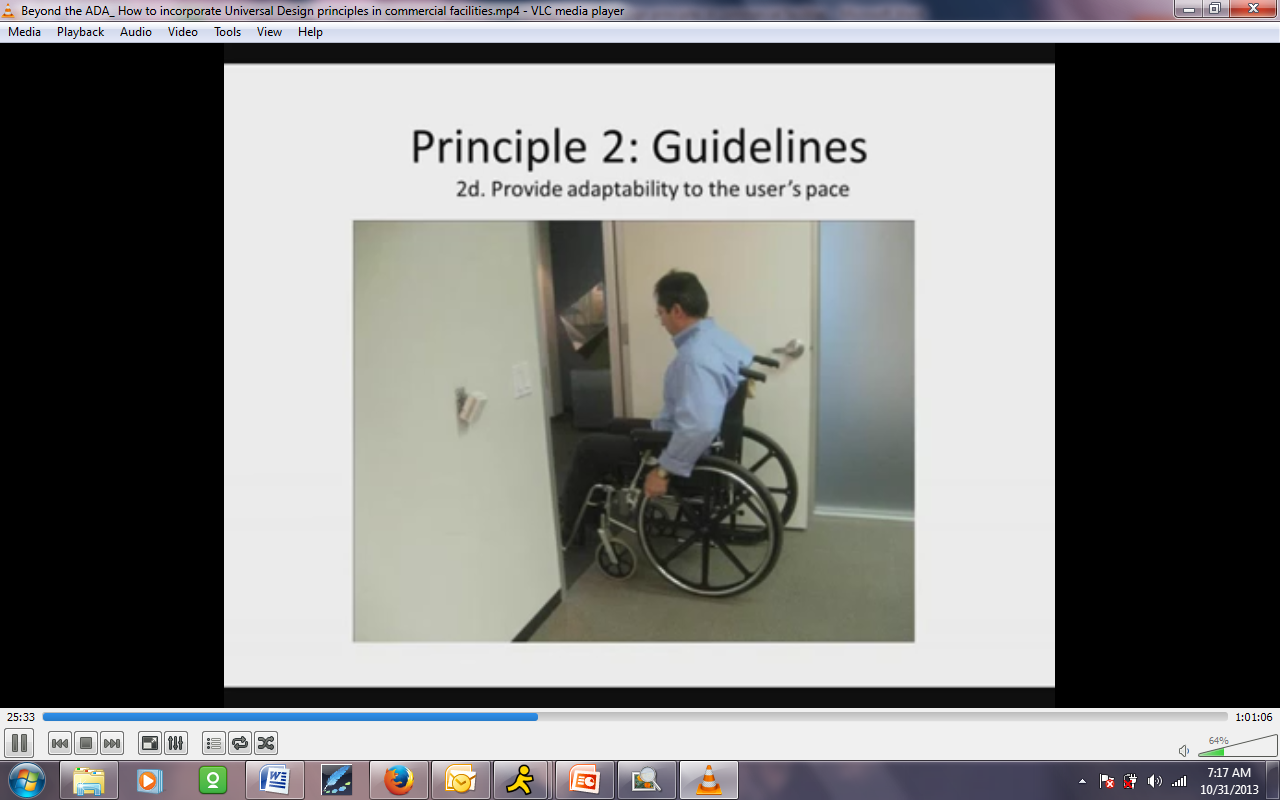 Beyond the ADA_ How to incorporate Universal Design principles in commercial facilities.mp4 - VLC media player
Media Playback Audio Video Tools View Help
Principle 2: Guidelines
2d. Provide adaptability to the user's pace
25:33
1:01:06
64%
7:17 AM
10/31/2013